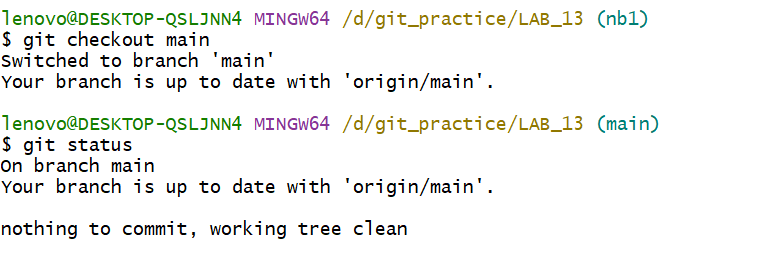 lenovo@DESKTOP-QSLJNN4 MINGW64 /d/git_practice/LAB_13 (nb1)
$ git checkout main
Switched to branch 'main'
Your branch is up to date with 'origin/main'.
lenovo@DESKTOP-QSLJNN4 MINGW64 /d/git_practice/LAB_13 (main)
$ git status
On branch main
Your branch is up to date with 'origin/main'.
nothing to commit, working tree clean